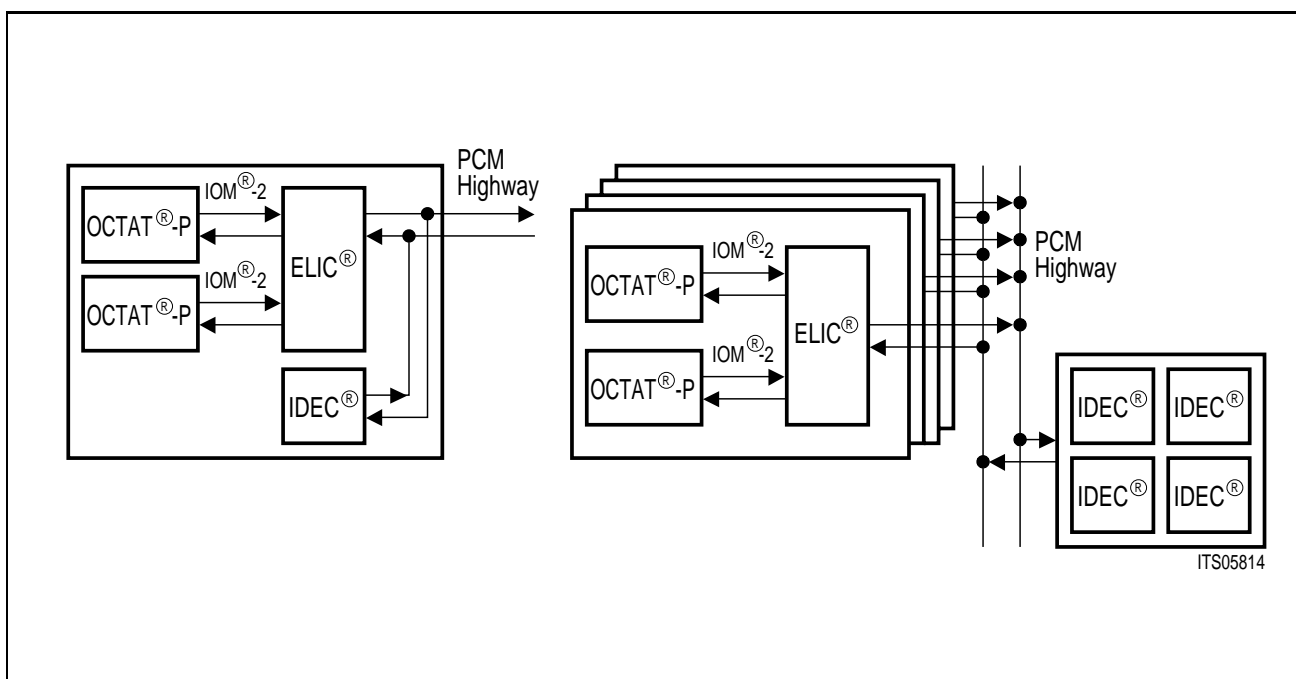 PCM
Highway
IOM®-2
OCTAT®-P
ELIC®
IOM®-2
OCTAT®-P
IDEC®
IOM®-2
OCTAT®-P
ELIC®
IOM®-2
OCTAT®-P
PCM
Highway
IDEC® IDEC®
IDEC® IDEC®
ITS05814